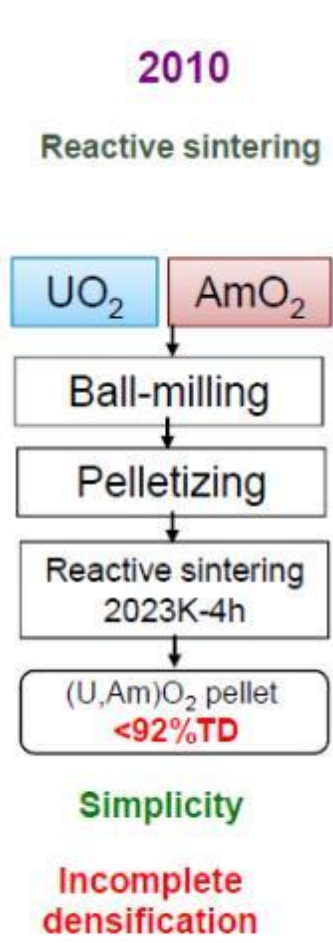 2010
Reactive sintering
UO₂ AmO₂
Ball-milling
Pelletizing
Reactive sintering
2023K-4h
(U,Am)O₂ pellet
<92%TD
Simplicity
Incomplete
densification